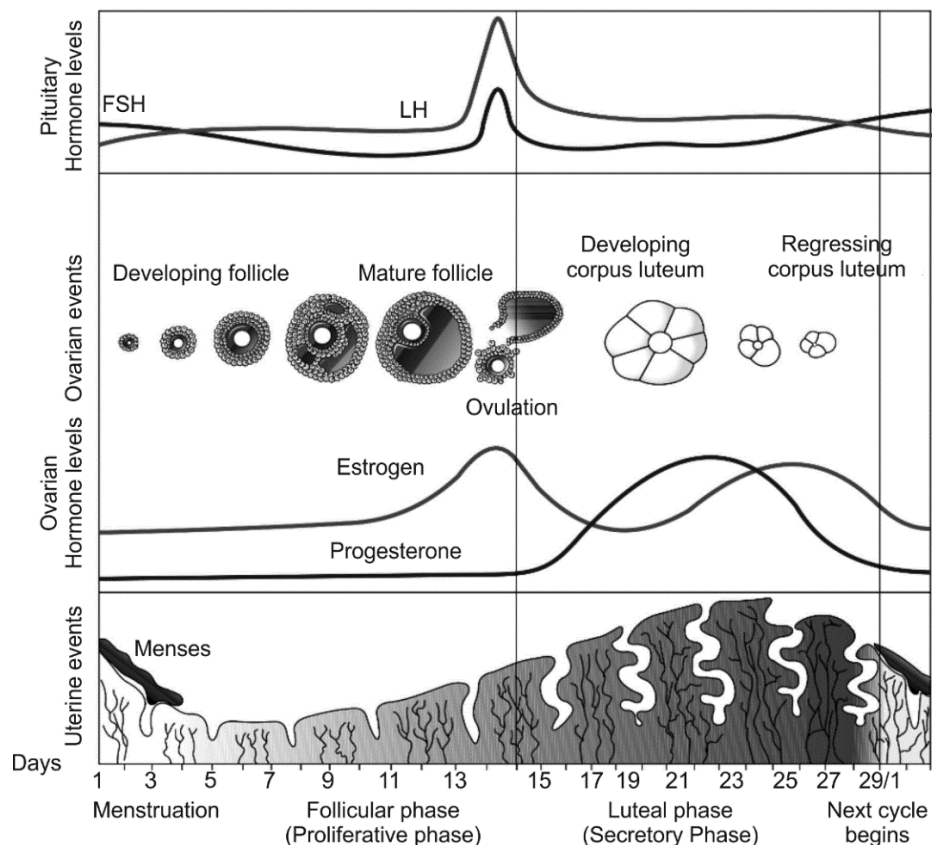 Pituitary
Hormone levels
FSH
LH
Ovarian events
Developing follicle
Mature follicle
Developing
corpus luteum
Regressing
corpus luteum
Ovulation
Ovarian
Hormone levels
Estrogen
Progesterone
Uterine events
Menses
Days
1 3 5 7 9 11 13 15 17 19 21 23 25 27 29/1
Menstruation
Follicular phase
(Proliferative phase)
Luteal phase
(Secretory Phase)
Next cycle
begins